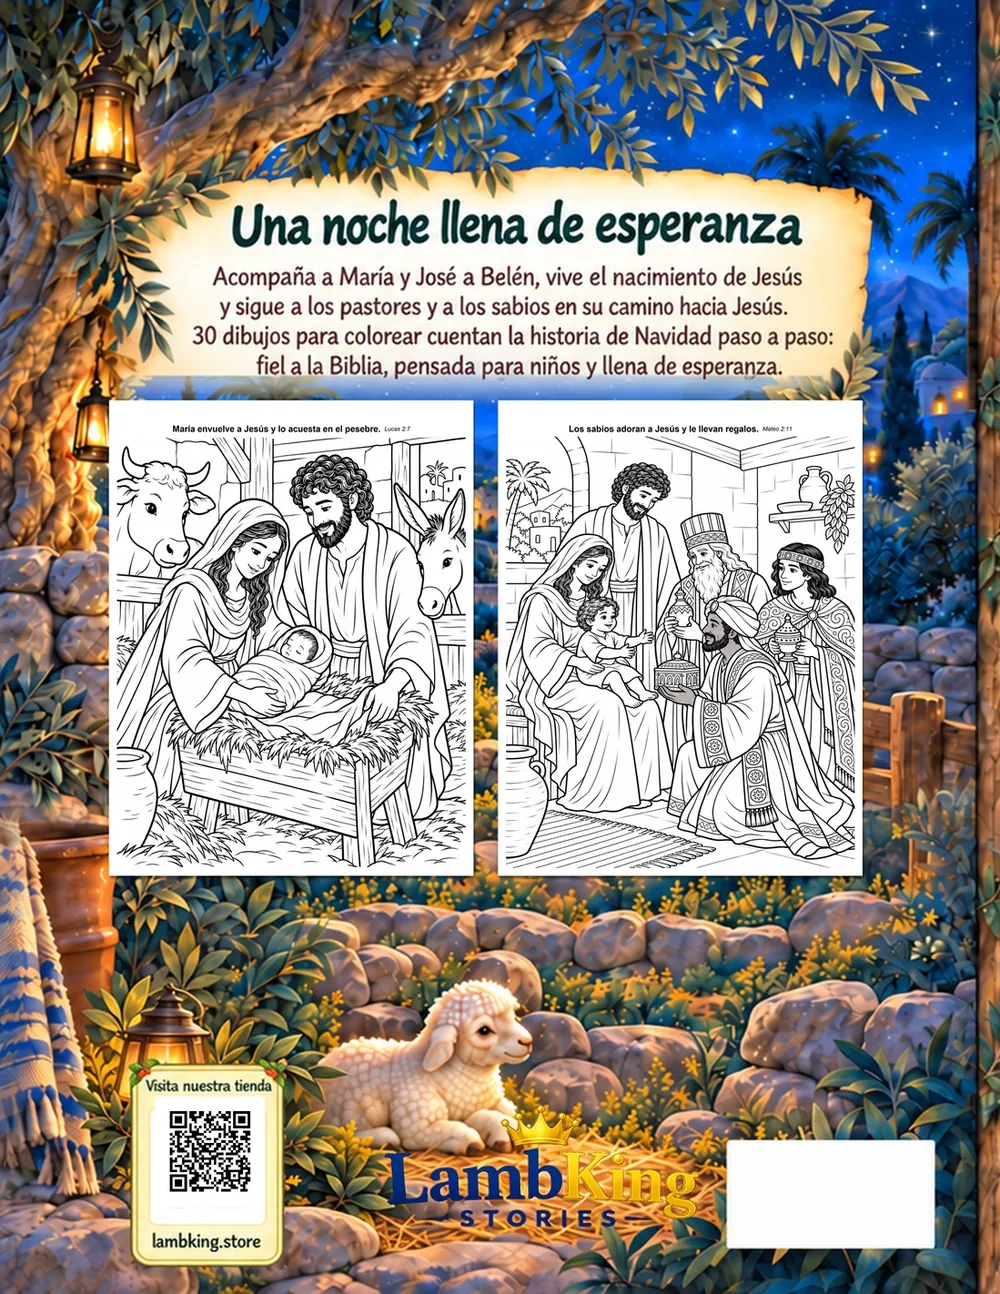 Una noche llena de esperanza
Acompaña a María y José a Belén, vive el nacimiento de Jesús
y sigue a los pastores y a los sabios en su camino hacia Jesús.
30 dibujos para colorear cuentan la historia de Navidad paso a paso:
fiel a la Biblia, pensada para niños y llena de esperanza.
María envuelve a Jesús y lo acuesta en el pesebre. Lucas 2:7
Los sabios adoran a Jesús y le llevan regalos. Mateo 2:11
Visita nuestra tienda
lambking.store
LambKing
STORIES